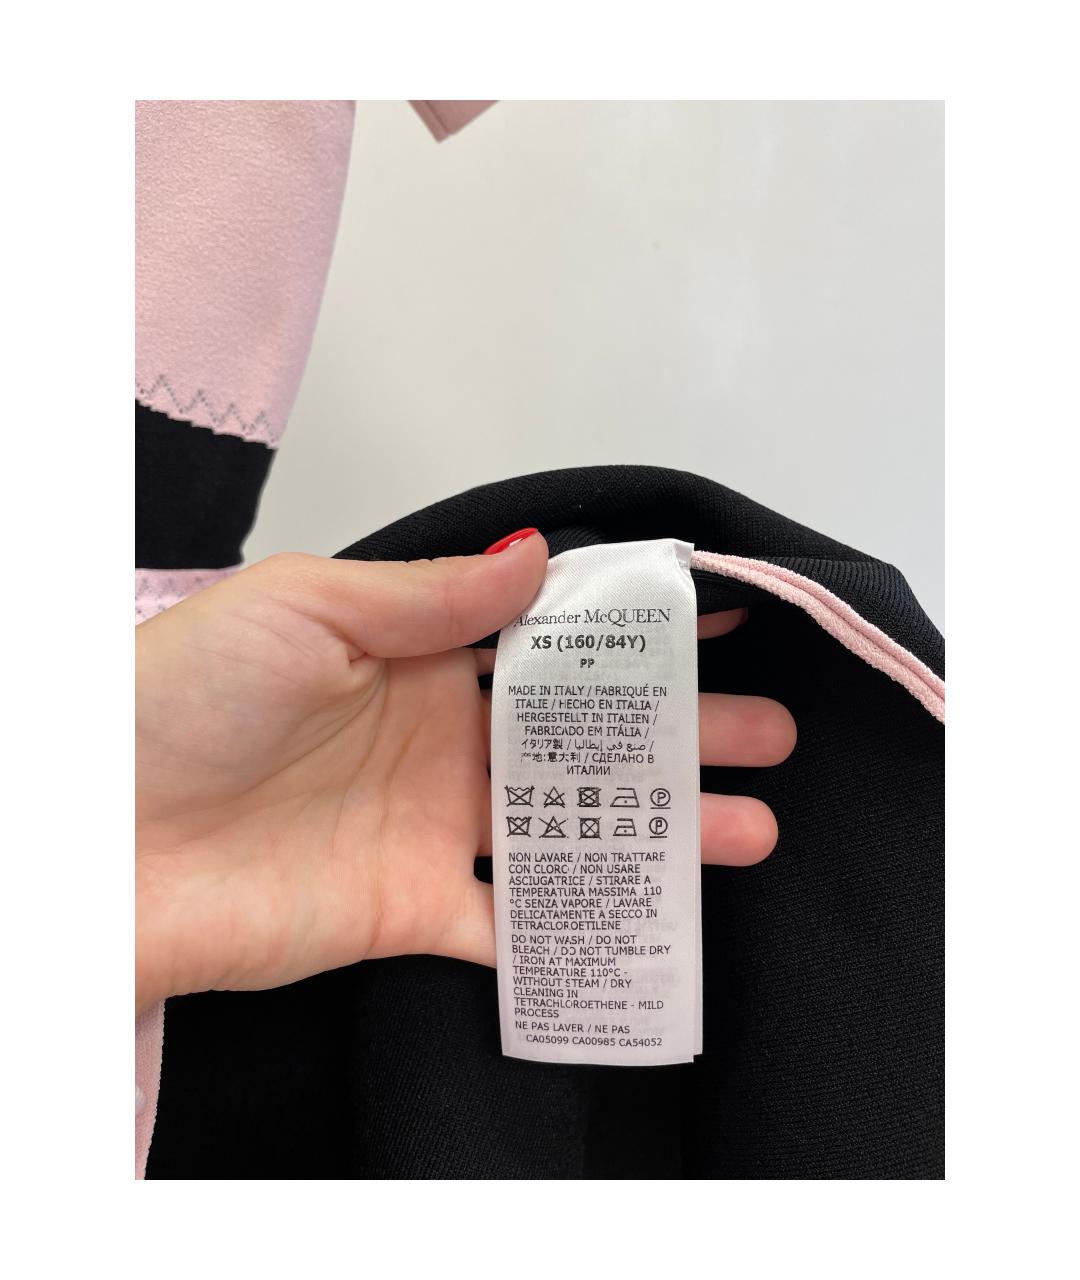 Alexander McQUEEN
XS (160/84Y)
PP
MADE IN ITALY / FABRIQUÉ EN
ITALIE / HECHO EN ITALIA /
HERGESTELLT IN ITALIEN /
FABRICADO EM ITÁLIA /
イタリア製 / صنع في إيطاليا /
产地:意大利 / СДЕЛАНО В
ИТАЛИИ
NON LAVARE / NON TRATTARE
CON CLORO / NON USARE
ASCIUGATRICE / STIRARE A
TEMPERATURA MASSIMA 110
°C SENZA VAPORE / LAVARE
DELICATAMENTE A SECCO IN
TETRACLOROETILENE
DO NOT WASH / DO NOT
BLEACH / DO NOT TUMBLE DRY
/ IRON AT MAXIMUM
TEMPERATURE 110°C -
WITHOUT STEAM / DRY
CLEANING IN
TETRACHLOROETHENE - MILD
PROCESS
NE PAS LAVER / NE PAS
CA05099 CA00985 CA54052